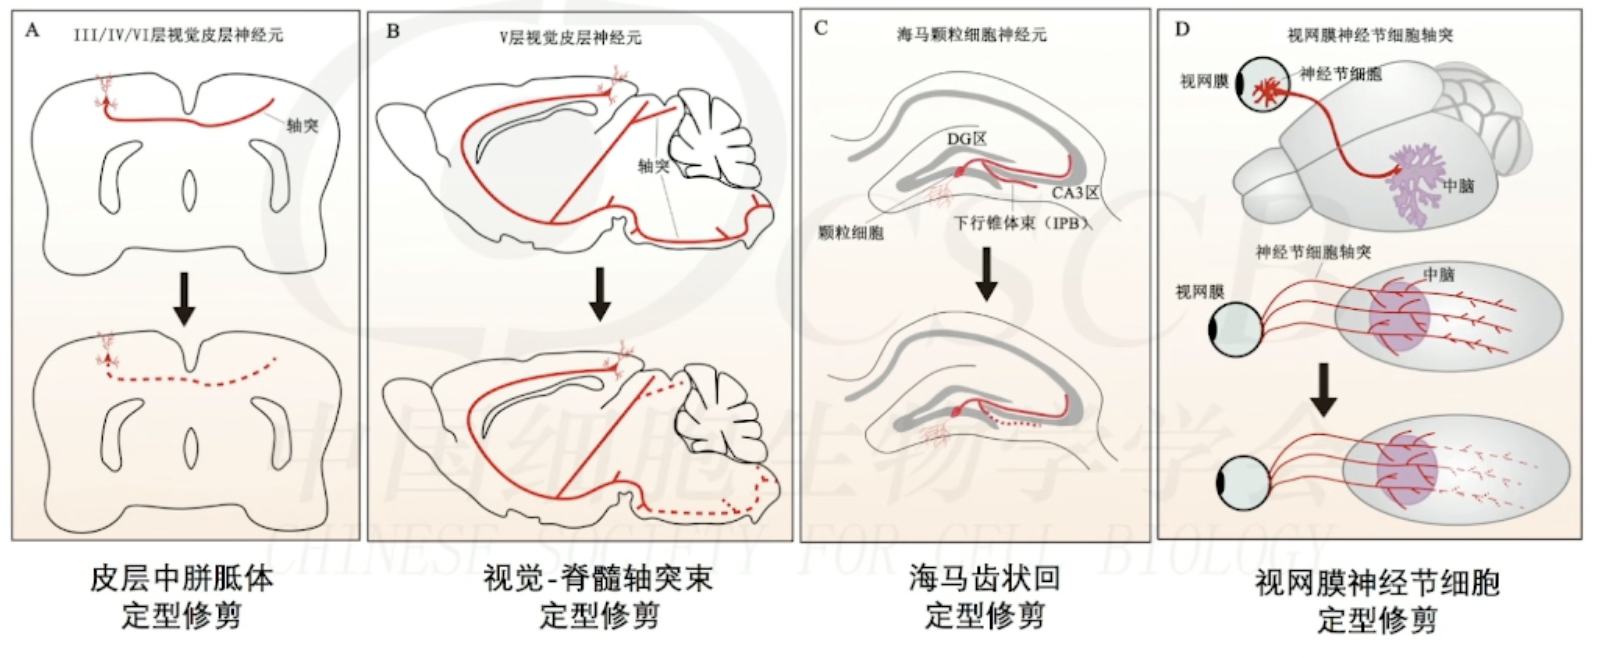 A
III/IV/VI层视觉皮层神经元
轴突
B
V层视觉皮层神经元
轴突
C
海马颗粒细胞神经元
DG区
CA3区
颗粒细胞
下行锥体束（IPB）
D
视网膜神经节细胞轴突
视网膜
神经节细胞
中脑
神经节细胞轴突
视网膜
中脑
CSCB
中国细胞生物学学会
CHINESE SOCIETY FOR CELL BIOLOGY
皮层中胼胝体
定型修剪
视觉-脊髓轴突束
定型修剪
海马齿状回
定型修剪
视网膜神经节细胞
定型修剪